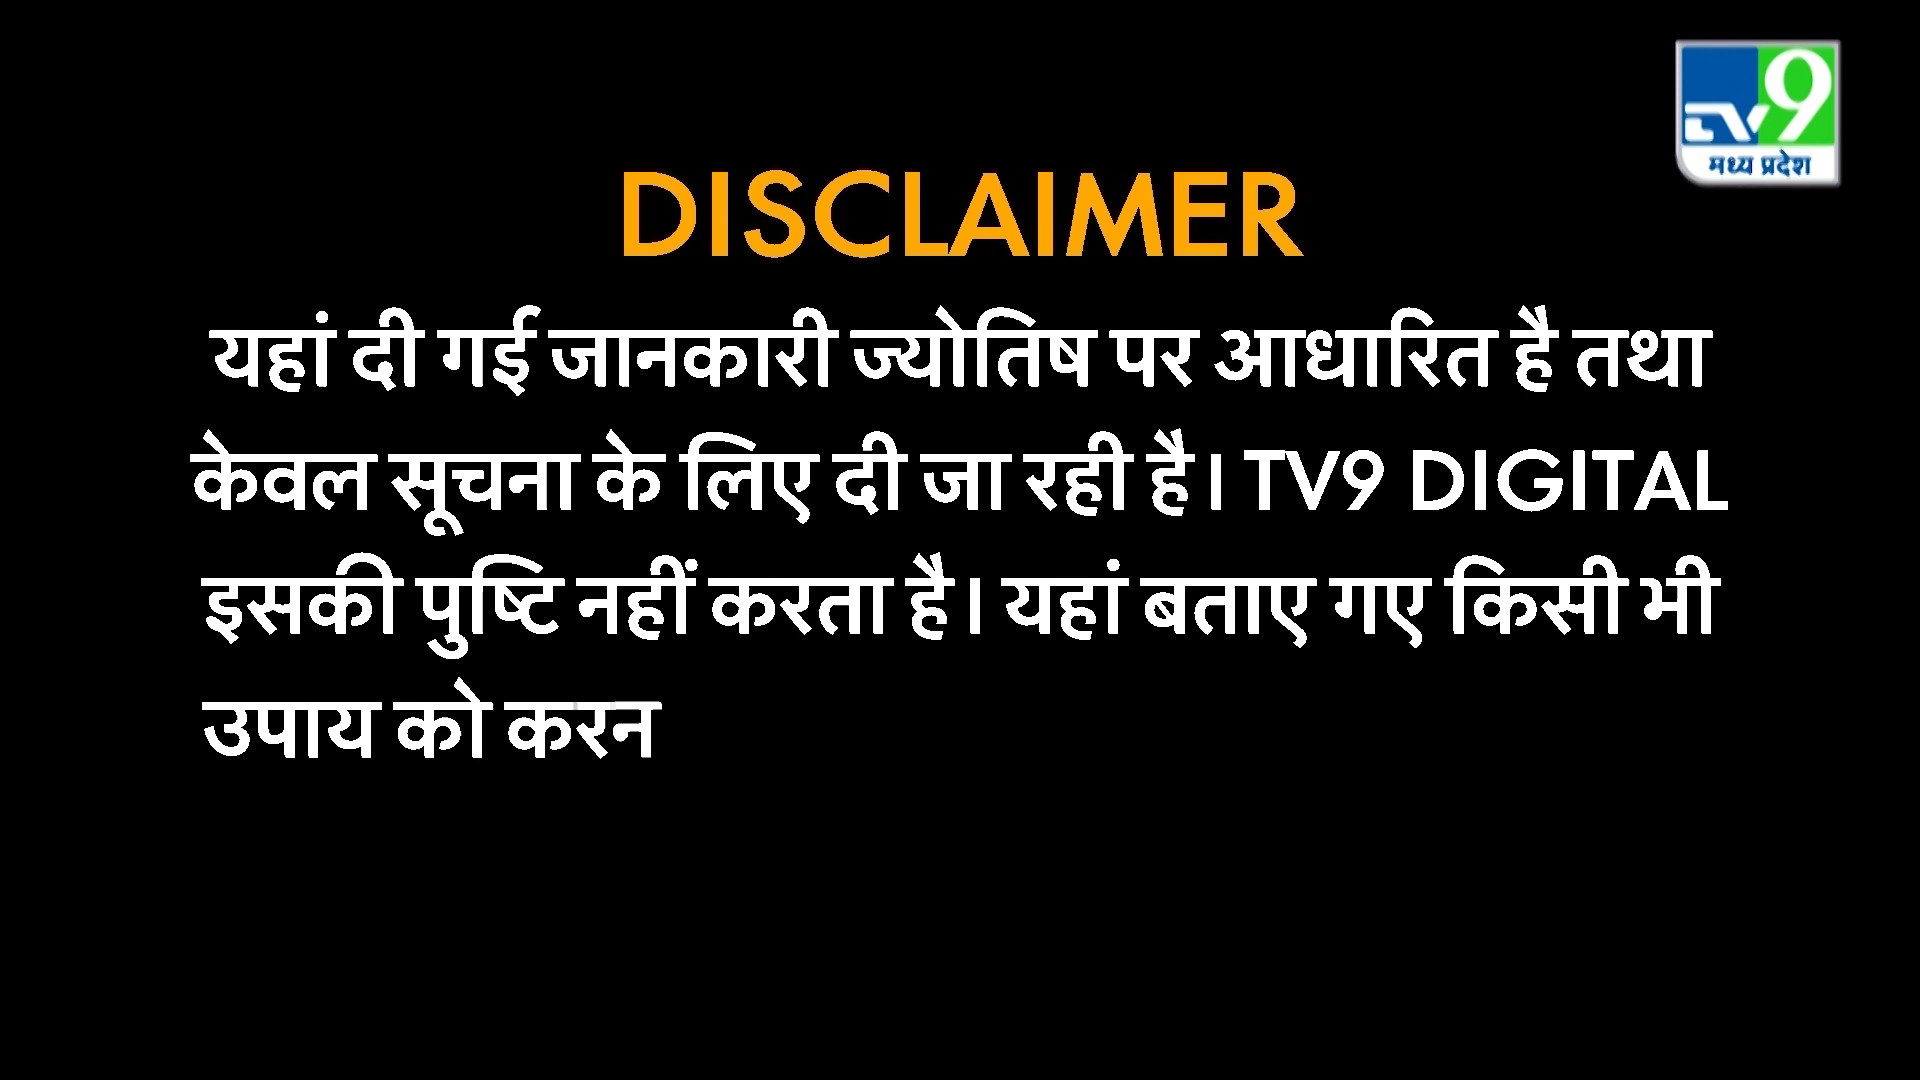 TV9
मध्य प्रदेश
DISCLAIMER
यहां दी गई जानकारी ज्योतिष पर आधारित है तथा
केवल सूचना के लिए दी जा रही है। TV9 DIGITAL
इसकी पुष्टि नहीं करता है। यहां बताए गए किसी भी
उपाय को करन